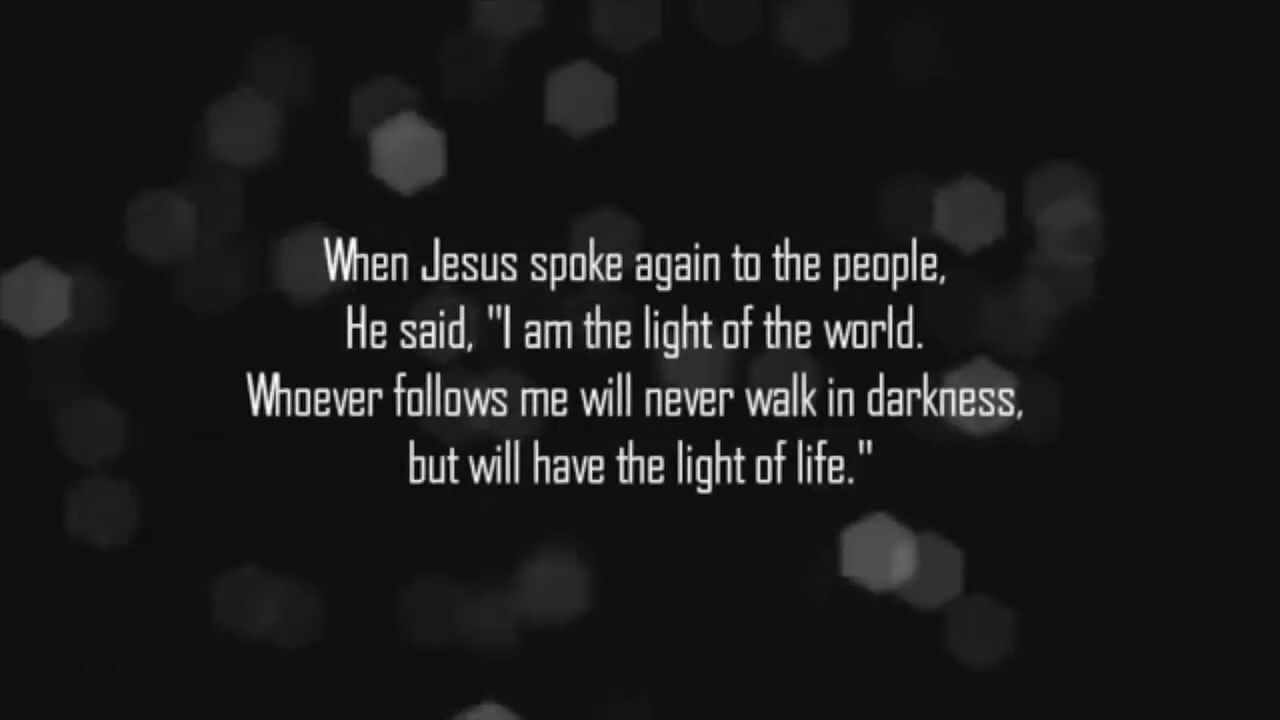 When Jesus spoke again to the people,
He said, "I am the light of the world.
Whoever follows me will never walk in darkness,
but will have the light of life."